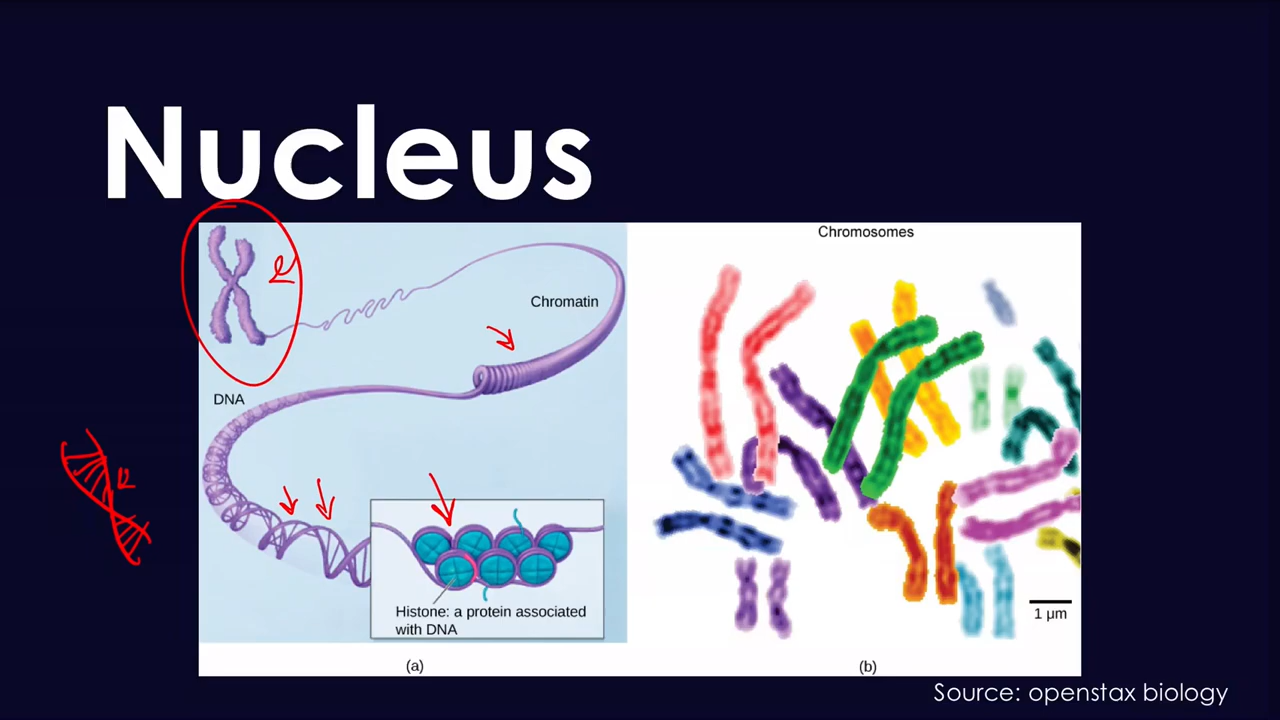 Nucleus
Chromosomes
Chromatin
DNA
Histone: a protein associated
with DNA
1 μm
(a)
(b)
Source: openstax biology